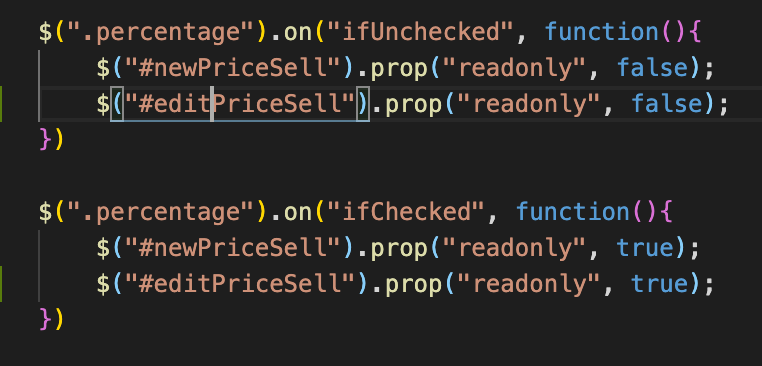 $(".percentage").on("ifUnchecked", function(){
$("#newPriceSell").prop("readonly", false);
$("#editPriceSell").prop("readonly", false);
})
$(".percentage").on("ifChecked", function(){
$("#newPriceSell").prop("readonly", true);
$("#editPriceSell").prop("readonly", true);
})